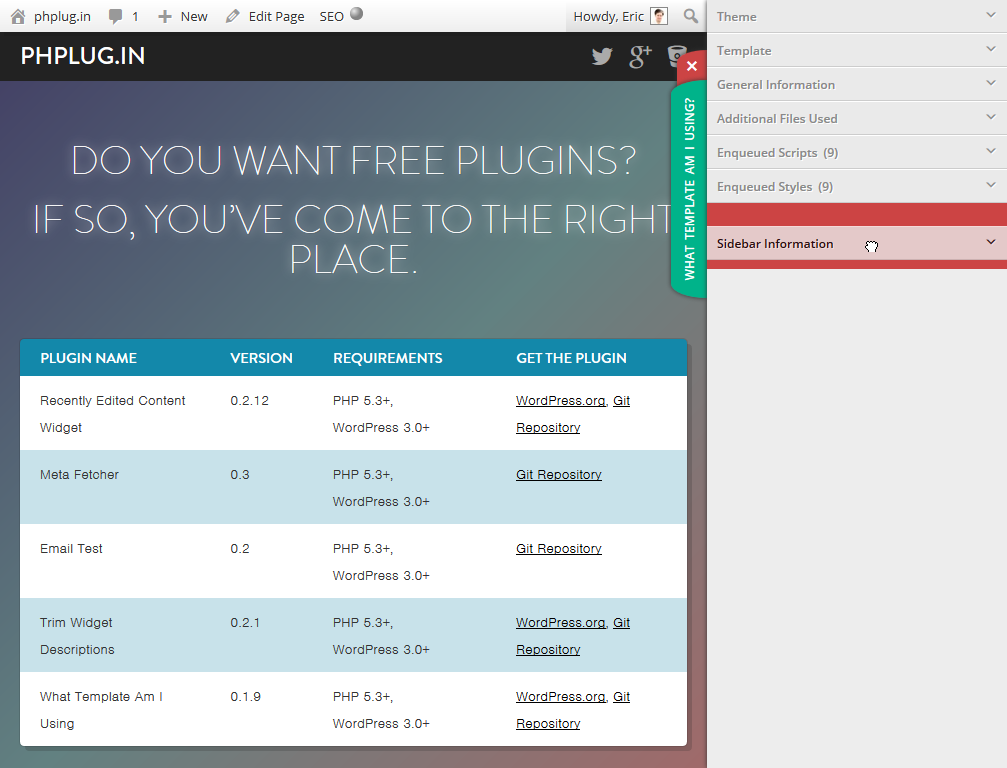 phplug.in 1 New Edit Page SEO Howdy, Eric
PHPLUG.IN
DO YOU WANT FREE PLUGINS?
IF SO, YOU’VE COME TO THE RIGHT
PLACE.
PLUGIN NAME VERSION REQUIREMENTS GET THE PLUGIN
Recently Edited Content 0.2.12 PHP 5.3+, WordPress.org, Git
Widget WordPress 3.0+ Repository
Meta Fetcher 0.3 PHP 5.3+, Git Repository
WordPress 3.0+
Email Test 0.2 PHP 5.3+, Git Repository
WordPress 3.0+
Trim Widget 0.2.1 PHP 5.3+, WordPress.org, Git
Descriptions WordPress 3.0+ Repository
What Template Am I 0.1.9 PHP 5.3+, WordPress.org, Git
Using WordPress 3.0+ Repository
WHAT TEMPLATE AM I USING?
Theme
Template
General Information
Additional Files Used
Enqueued Scripts (9)
Enqueued Styles (9)
Sidebar Information